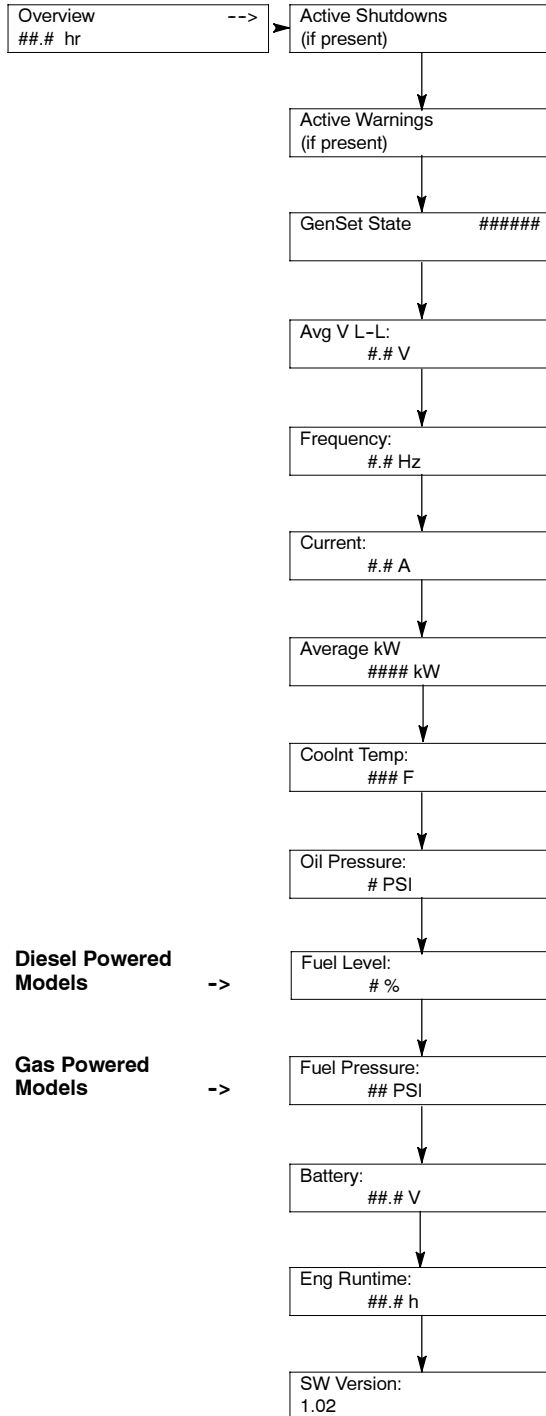 Overview -->
##.# hr
Active Shutdowns
(if present)
Active Warnings
(if present)
GenSet State ######
Avg V L-L:
#.# V
Frequency:
#.# Hz
Current:
#.# A
Average kW
#### kW
Coolnt Temp:
### F
Oil Pressure:
# PSI
Diesel Powered
Models ->
Fuel Level:
# %
Gas Powered
Models ->
Fuel Pressure:
## PSI
Battery:
##.# V
Eng Runtime:
##.# h
SW Version:
1.02